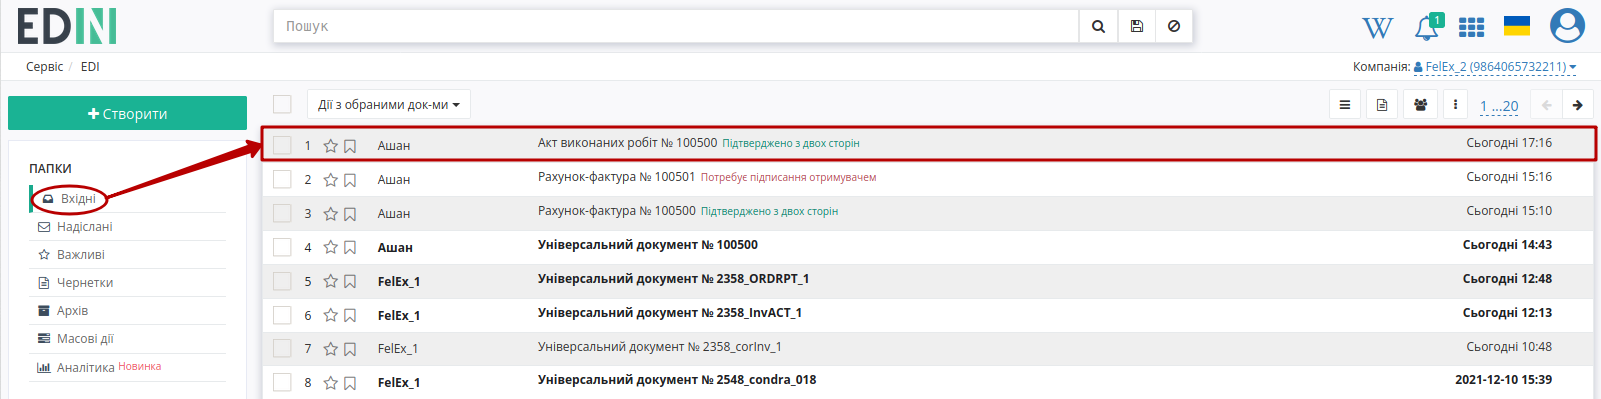 EDIN
Пошук
1
Сервіс / EDI
Компанія: FelEx_2 (9864065732211)
Створити
Дії з обраними док-ми
1 ...20
ПАПКИ
Вхідні
Надіслані
Важливі
Чернетки
Архів
Масові дії
Аналітика Новинка
1 Ашан Акт виконаних робіт № 100500 Підтверджено з двох сторін Сьогодні 17:16
2 Ашан Рахунок-фактура № 100501 Потребує підписання отримувачем Сьогодні 15:16
3 Ашан Рахунок-фактура № 100500 Підтверджено з двох сторін Сьогодні 15:10
4 Ашан Універсальний документ № 100500 Сьогодні 14:43
5 FelEx_1 Універсальний документ № 2358_ORDRPT_1 Сьогодні 12:48
6 FelEx_1 Універсальний документ № 2358_InvACT_1 Сьогодні 12:13
7 FelEx_1 Універсальний документ № 2358_corInv_1 Сьогодні 10:48
8 FelEx_1 Універсальний документ № 2548_condra_018 2021-12-10 15:39